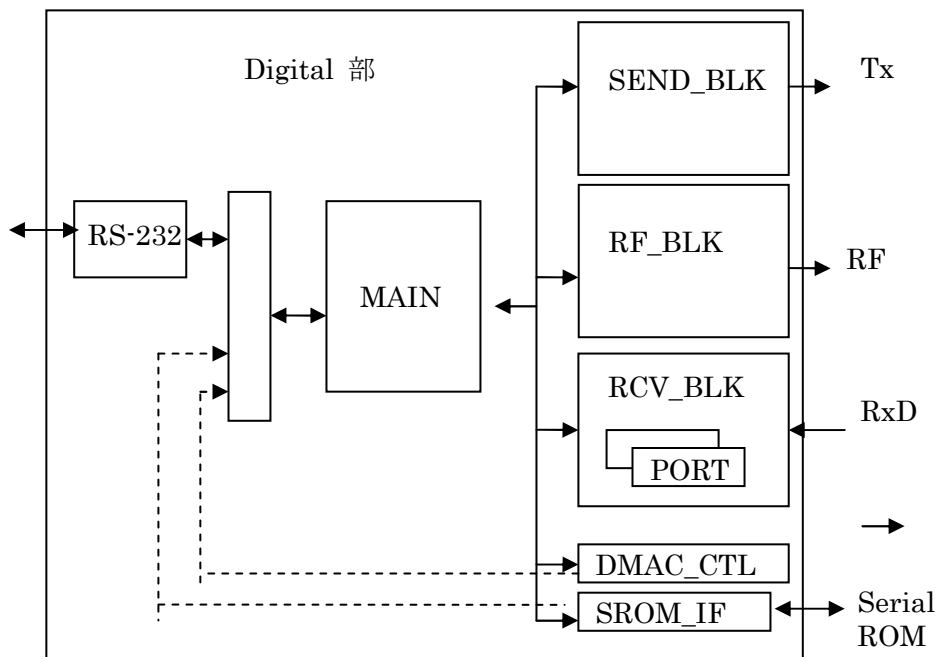 Digital 部
SEND_BLK
Tx
RS-232
MAIN
RF_BLK
RF
RCV_BLK
PORT
RxD
DMAC_CTL
SROM_IF
Serial
ROM